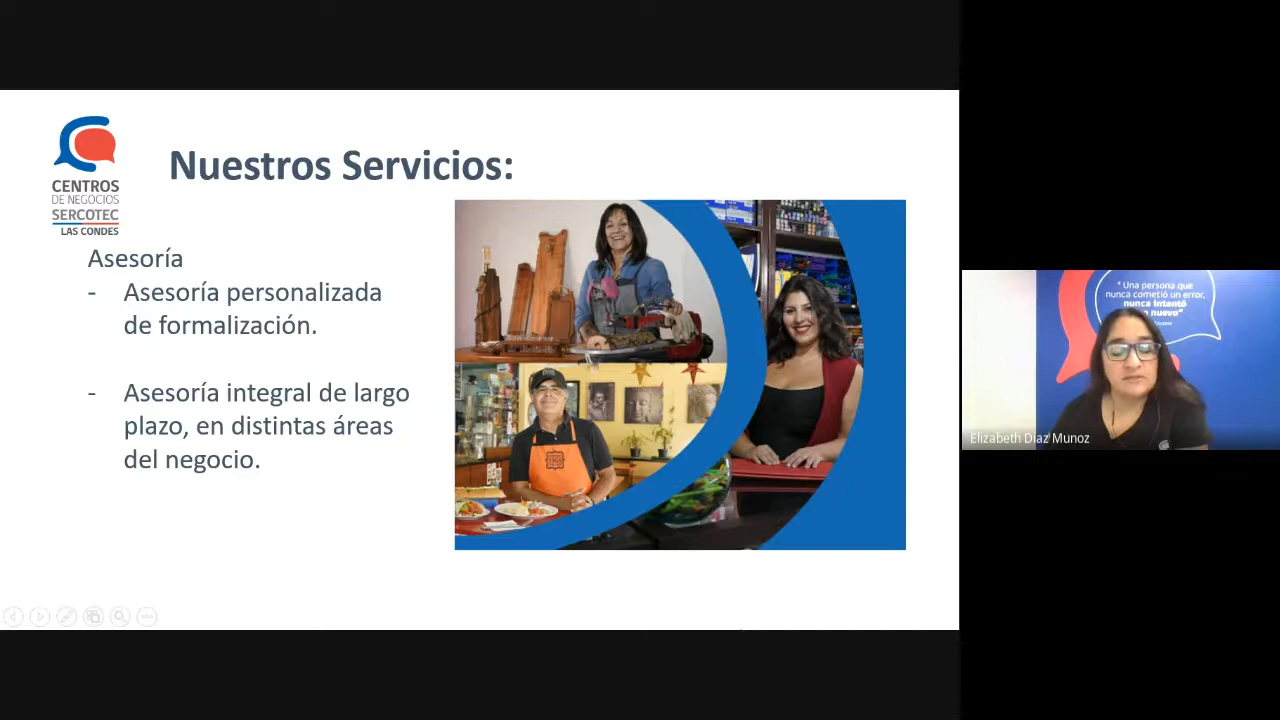 CENTROS
DE NEGOCIOS
SERCOTEC
LAS CONDES
Nuestros Servicios:
Asesoría
- Asesoría personalizada
de formalización.
- Asesoría integral de largo
plazo, en distintas áreas
del negocio.
" Una persona que
nunca cometió un error,
nunca intentó
nuevo"
Elizabeth Diaz Munoz